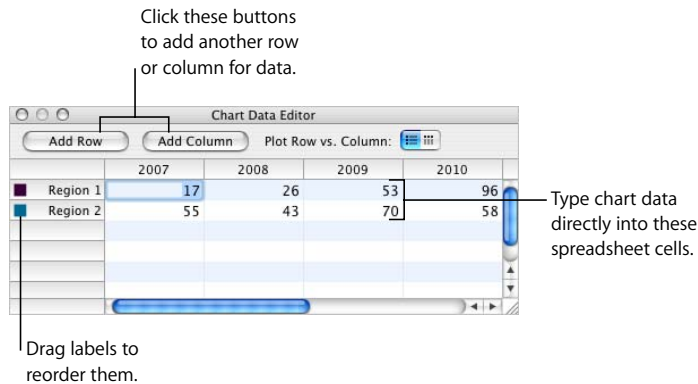 Click these buttons
to add another row
or column for data.
Chart Data Editor
Add Row Add Column Plot Row vs. Column:
2007 2008 2009 2010
Region 1 17 26 53 96
Region 2 55 43 70 58
Type chart data
directly into these
spreadsheet cells.
Drag labels to
reorder them.